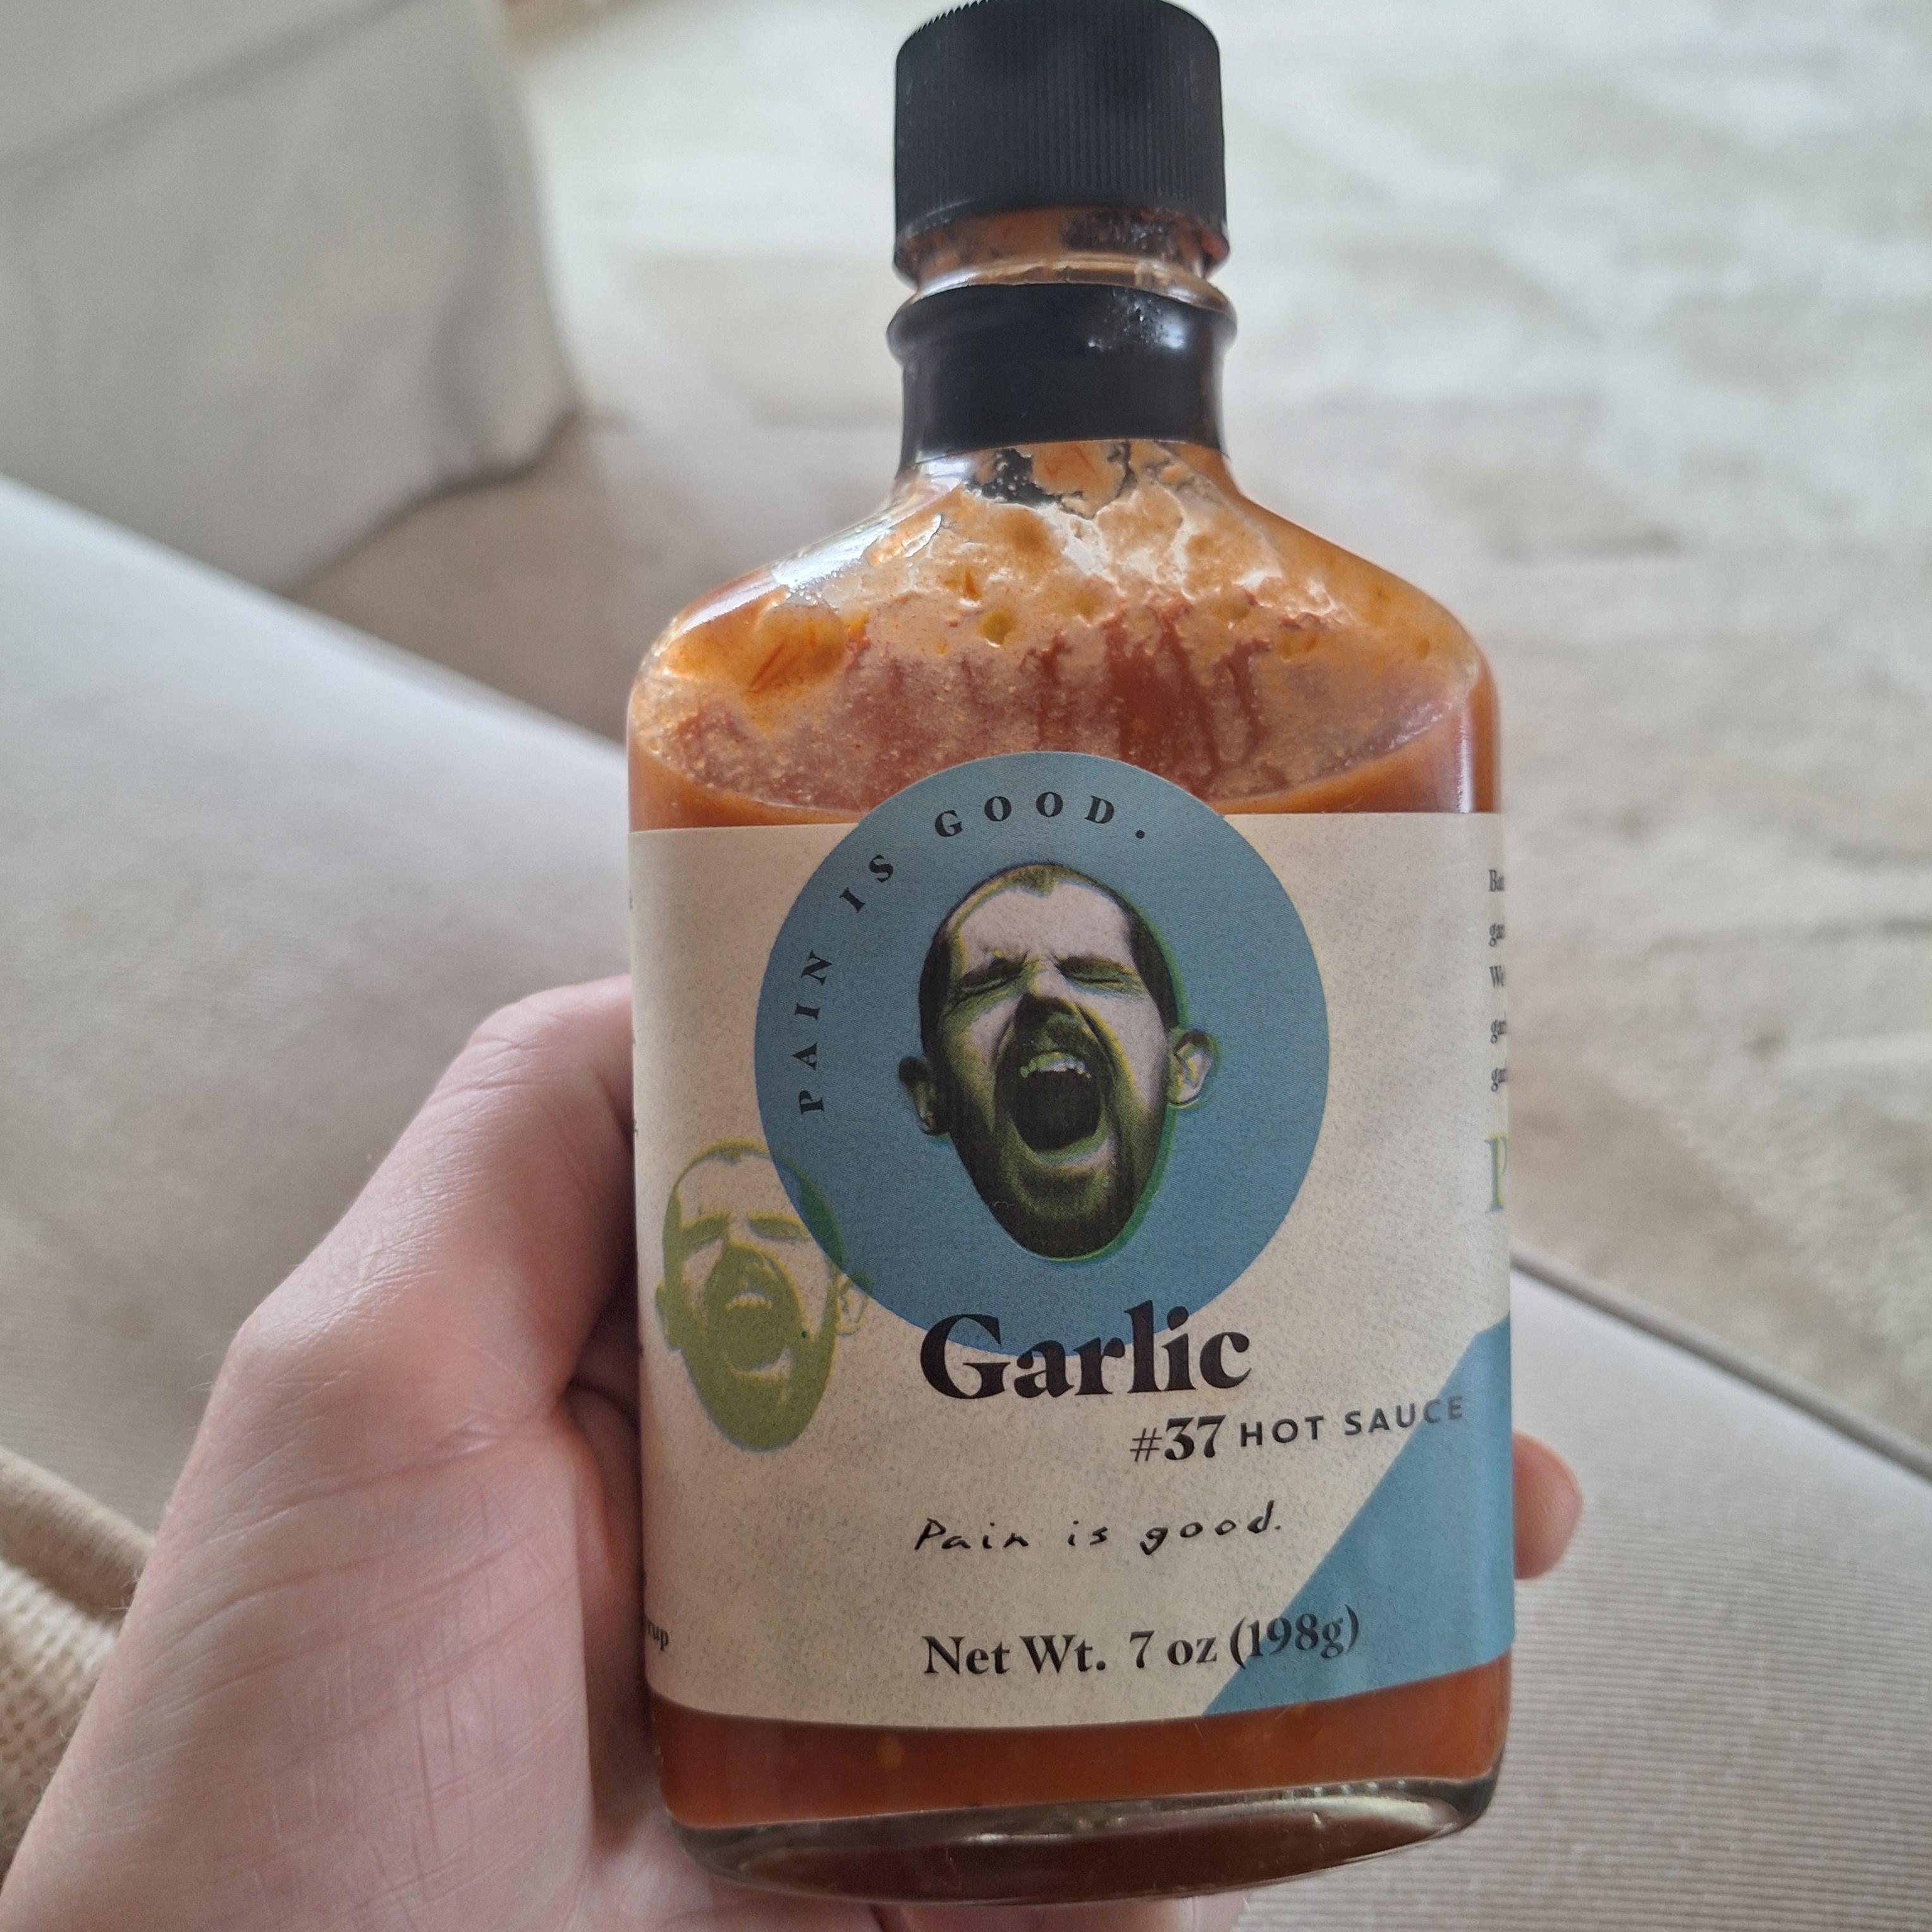 PAIN IS GOOD.
Garlic
#37 HOT SAUCE
Pain is good.
Net Wt. 7 oz (198g)